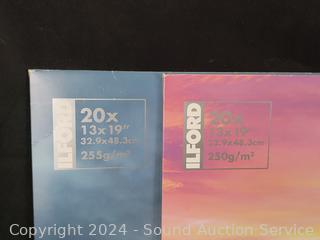 ILFORD
20x
13x19"
32.9x48.3cm
255g/m²
ILFORD
20x
13x19"
32.9x48.3cm
250g/m²
Copyright 2024 - Sound Auction Service